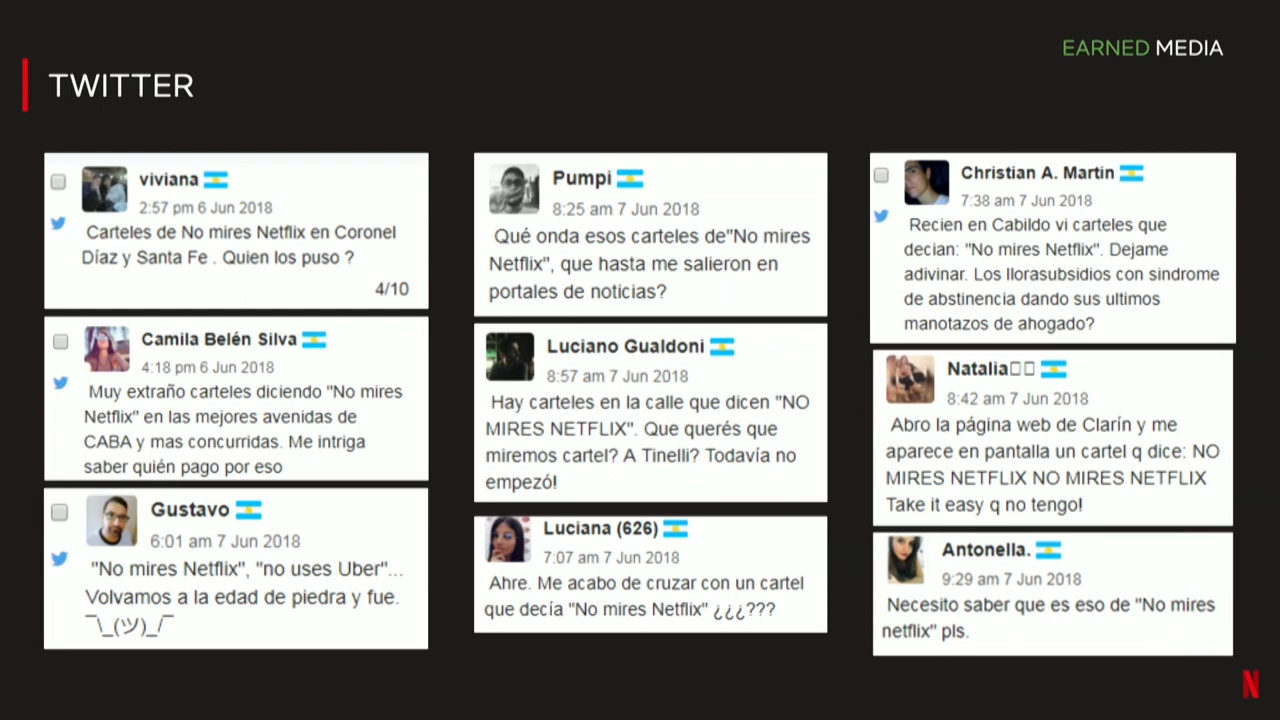 EARNED MEDIA
TWITTER
viviana
2:57 pm 6 Jun 2018
Carteles de No mires Netflix en Coronel
Díaz y Santa Fe . Quien los puso ?
4/10
Camila Belén Silva
4:18 pm 6 Jun 2018
Muy extraño carteles diciendo "No mires
Netflix" en las mejores avenidas de
CABA y mas concurridas. Me intriga
saber quién pago por eso
Gustavo
6:01 am 7 Jun 2018
"No mires Netflix", "no uses Uber"...
Volvamos a la edad de piedra y fue.
¯\_(ツ)_/¯
Pumpi
8:25 am 7 Jun 2018
Qué onda esos carteles de"No mires
Netflix", que hasta me salieron en
portales de noticias?
Luciano Gualdoni
8:57 am 7 Jun 2018
Hay carteles en la calle que dicen "NO
MIRES NETFLIX". Que querés que
miremos cartel? A Tinelli? Todavía no
empezó!
Luciana (626)
7:07 am 7 Jun 2018
Ahre. Me acabo de cruzar con un cartel
que decía "No mires Netflix" ¿¿¿???
Christian A. Martin
7:38 am 7 Jun 2018
Recien en Cabildo vi carteles que
decian: "No mires Netflix". Dejame
adivinar. Los llorasubsidios con sindrome
de abstinencia dando sus ultimos
manotazos de ahogado?
Natalia□□
8:42 am 7 Jun 2018
Abro la página web de Clarín y me
aparece en pantalla un cartel q dice: NO
MIRES NETFLIX NO MIRES NETFLIX
Take it easy q no tengo!
Antonella.
9:29 am 7 Jun 2018
Necesito saber que es eso de "No mires
netflix" pls.
N